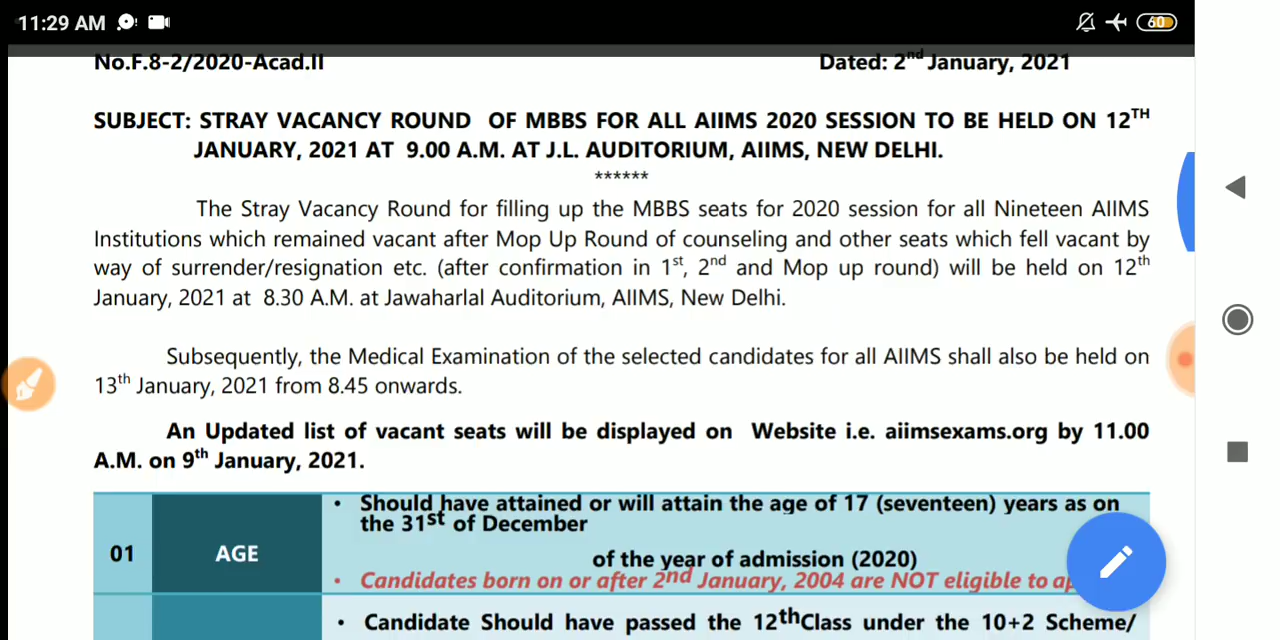 11:29 AM
60
No.F.8-2/2020-Acad.II Dated: 2nd January, 2021
SUBJECT: STRAY VACANCY ROUND OF MBBS FOR ALL AIIMS 2020 SESSION TO BE HELD ON 12TH
JANUARY, 2021 AT 9.00 A.M. AT J.L. AUDITORIUM, AIIMS, NEW DELHI.
******
The Stray Vacancy Round for filling up the MBBS seats for 2020 session for all Nineteen AIIMS
Institutions which remained vacant after Mop Up Round of counseling and other seats which fell vacant by
way of surrender/resignation etc. (after confirmation in 1st, 2nd and Mop up round) will be held on 12th
January, 2021 at 8.30 A.M. at Jawaharlal Auditorium, AIIMS, New Delhi.
Subsequently, the Medical Examination of the selected candidates for all AIIMS shall also be held on
13th January, 2021 from 8.45 onwards.
An Updated list of vacant seats will be displayed on Website i.e. aiimsexams.org by 11.00
A.M. on 9th January, 2021.
01 AGE
• Should have attained or will attain the age of 17 (seventeen) years as on
the 31st of December
of the year of admission (2020)
• Candidates born on or after 2nd January, 2004 are NOT eligible to
• Candidate Should have passed the 12thClass under the 10+2 Scheme/